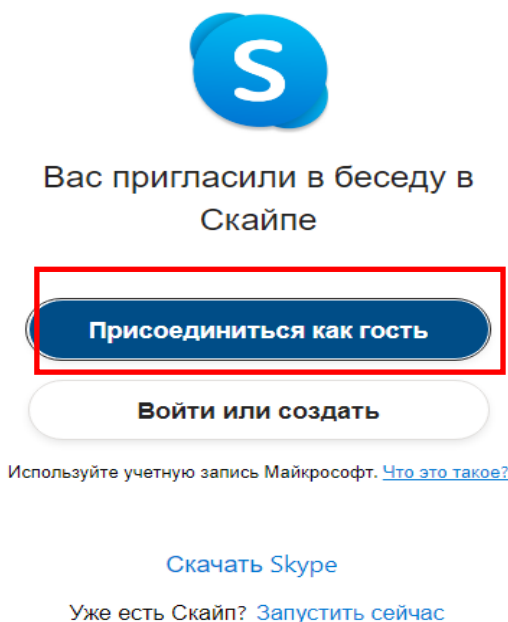 S
Вас пригласили в беседу в
Скайпе
Присоединиться как гость
Войти или создать
Используйте учетную запись Майкрософт. Что это такое?
Скачать Skype
Уже есть Скайп? Запустить сейчас